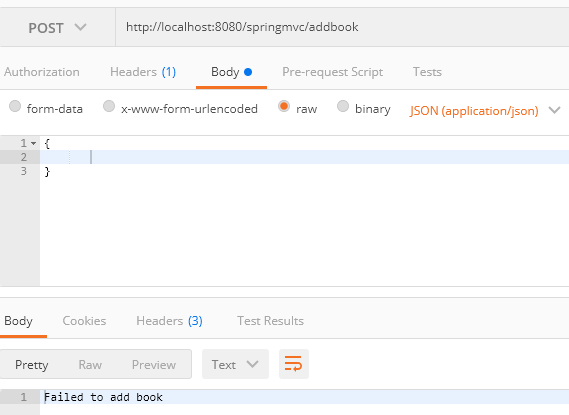 POST http://localhost:8080/springmvc/addbook
Authorization Headers (1) Body Pre-request Script Tests
form-data x-www-form-urlencoded raw binary JSON (application/json)
1 {
2
3 }
Body Cookies Headers (3) Test Results
Pretty Raw Preview Text
1 Failed to add book